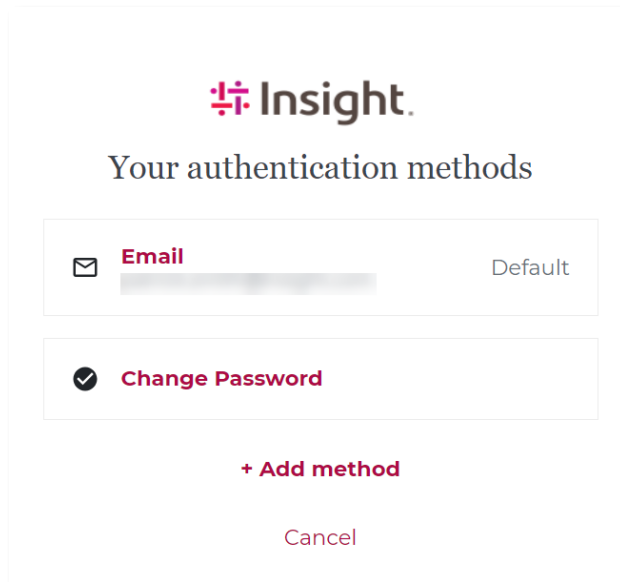 Insight.
Your authentication methods
Email
Default
Change Password
+ Add method
Cancel